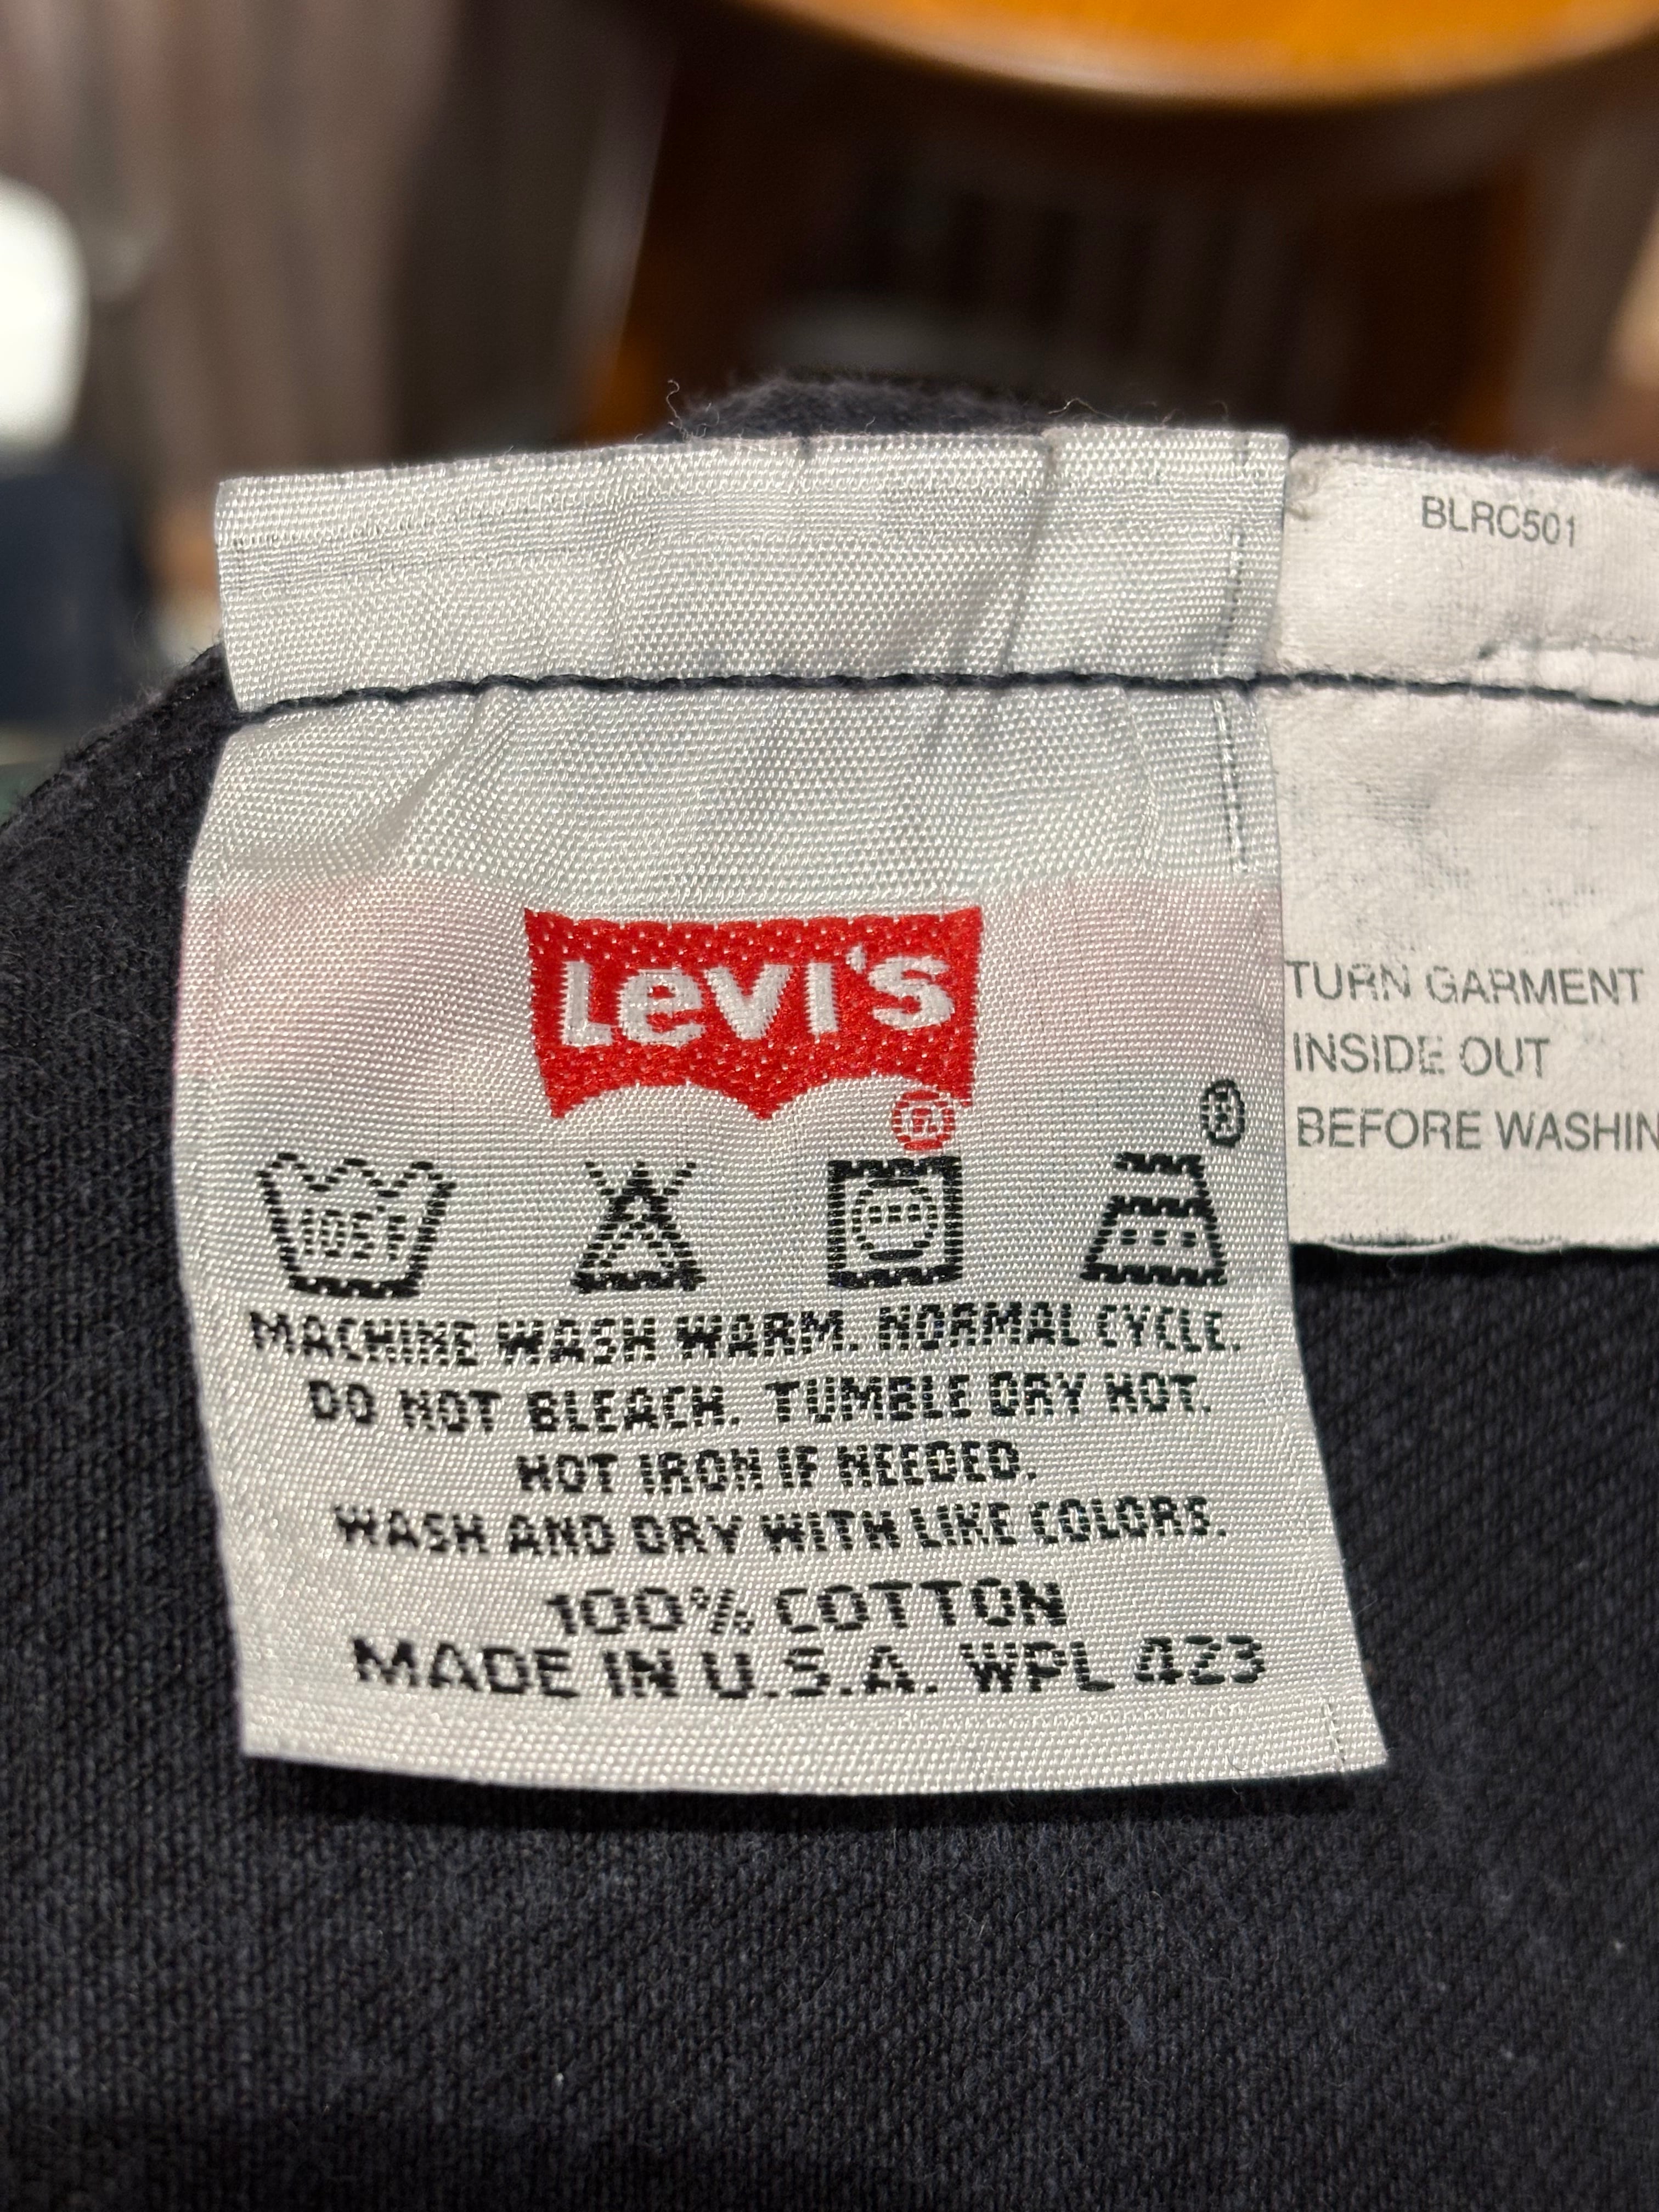 BLRC501
Levi's
®
®
105F
MACHINE WASH WARM. NORMAL CYCLE.
DO NOT BLEACH. TUMBLE DRY HOT.
HOT IRON IF NEEDED.
WASH AND DRY WITH LIKE COLORS.
100% COTTON
MADE IN U.S.A. WPL 423
TURN GARMENT
INSIDE OUT
BEFORE WASHIN